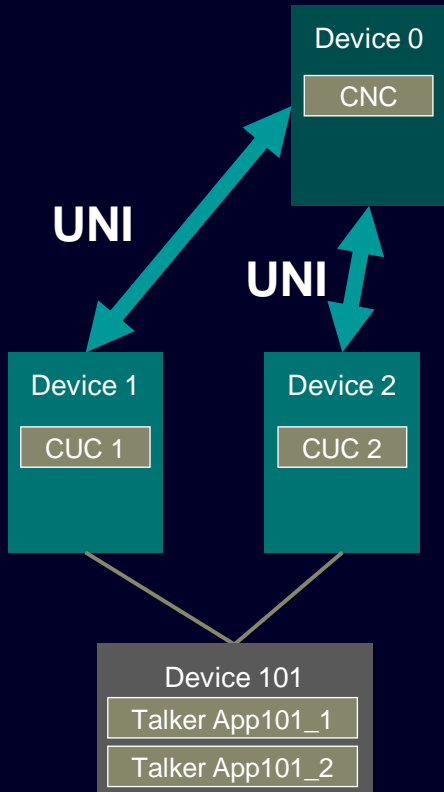 Device 0
CNC
UNI
UNI
Device 1
CUC 1
Device 2
CUC 2
Device 101
Talker App101_1
Talker App101_2